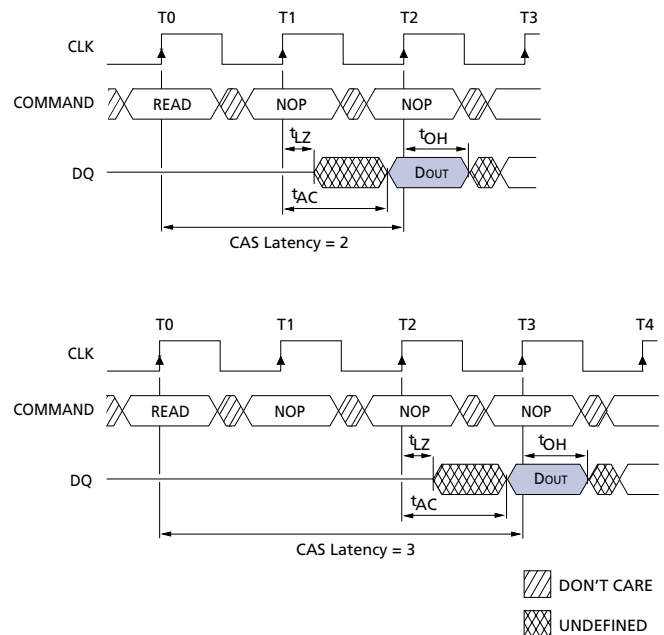 T0 T1 T2 T3
CLK
COMMAND READ NOP NOP
tLZ tOH
DQ DOUT
tAC
CAS Latency = 2
T0 T1 T2 T3 T4
CLK
COMMAND READ NOP NOP NOP
tLZ tOH
DQ DOUT
tAC
CAS Latency = 3
DON'T CARE
UNDEFINED